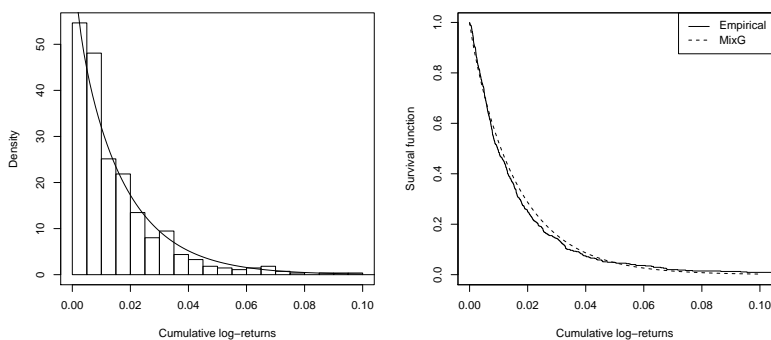 Density
50
40
30
20
10
0
0.00 0.02 0.04 0.06 0.08 0.10
Cumulative log−returns
Survival function
1.0
0.8
0.6
0.4
0.2
0.0
Empirical
MixG
0.00 0.02 0.04 0.06 0.08 0.10
Cumulative log−returns